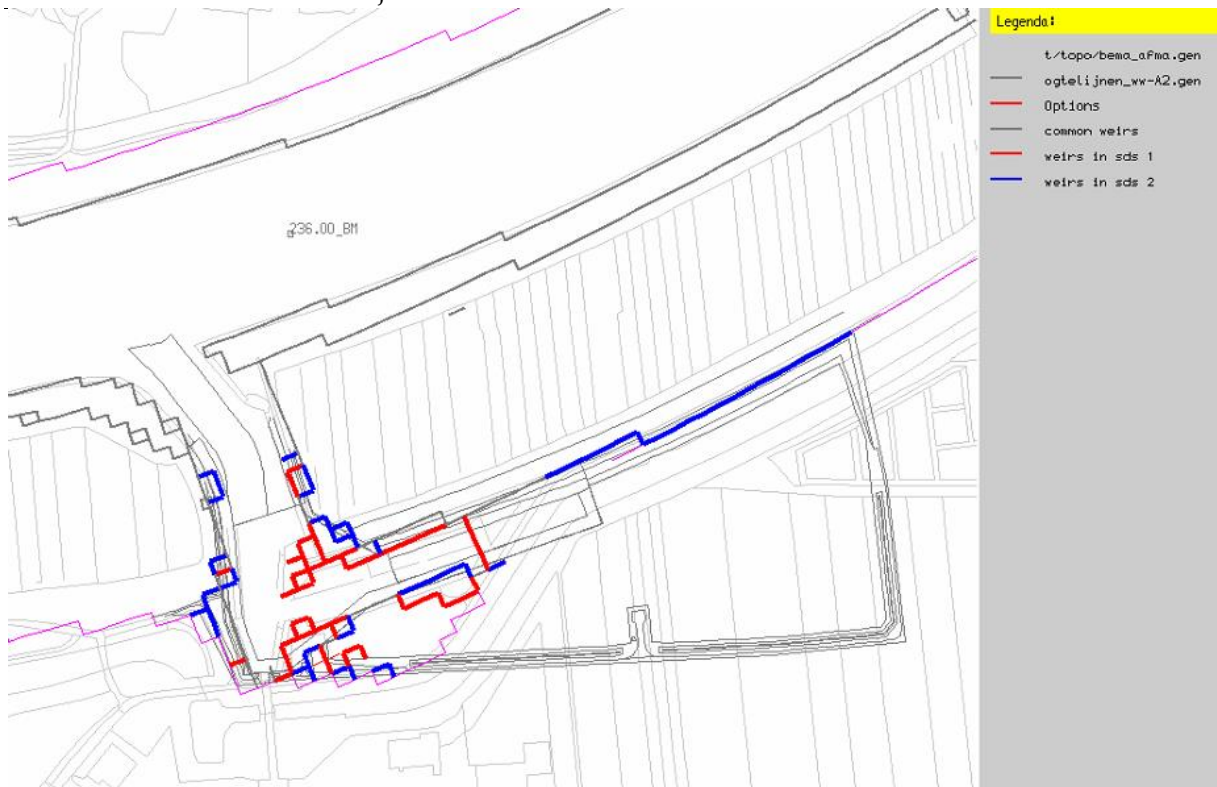 236.00_BM
Legenda:
t/topo/bema_afma.gen
ogtelijnen_ww-A2.gen
Options
common weirs
weirs in sds 1
weirs in sds 2